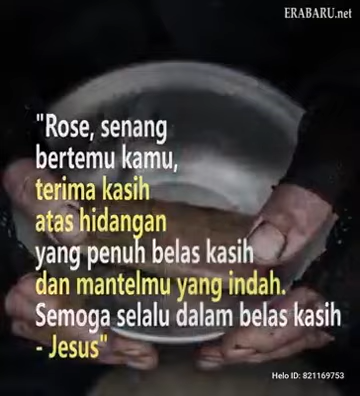 ERABARU.net
"Rose, senang
bertemu kamu,
terima kasih
atas hidangan
yang penuh belas kasih
dan mantelmu yang indah.
Semoga selalu dalam belas kasih
- Jesus"
Helo ID: 821169753